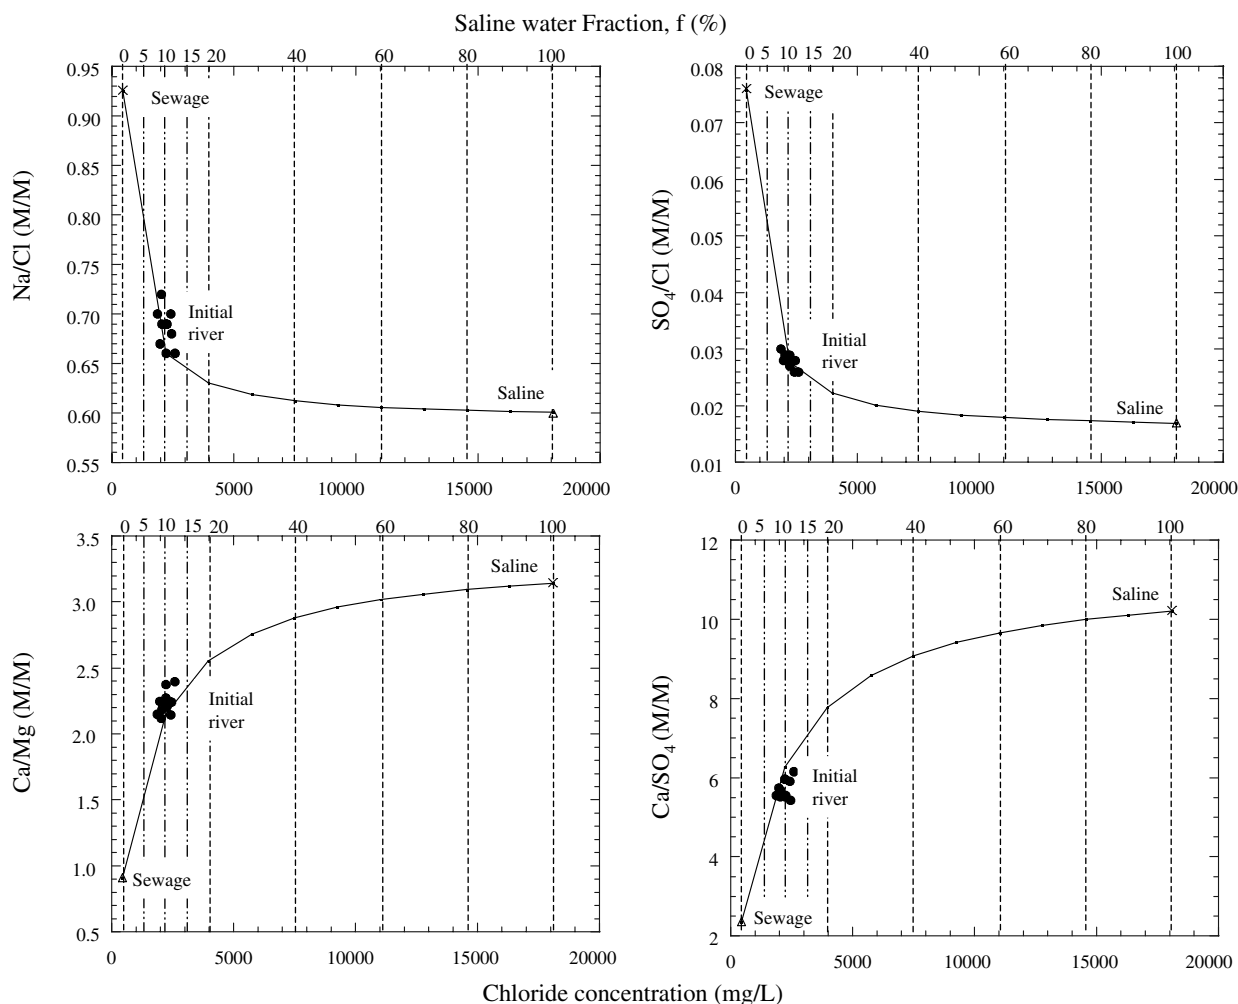 Saline water Fraction, f (%)
0 5 10 15 20 40 60 80 100
0.95
0.90
0.85
0.80
0.75
0.70
0.65
0.60
0.55
Na/Cl (M/M)
Sewage
Initial
river
Saline
0 5000 10000 15000 20000
0 5 10 15 20 40 60 80 100
0.08
0.07
0.06
0.05
0.04
0.03
0.02
0.01
SO4/Cl (M/M)
Sewage
Initial
river
Saline
0 5000 10000 15000 20000
0 5 10 15 20 40 60 80 100
3.5
3.0
2.5
2.0
1.5
1.0
0.5
Ca/Mg (M/M)
Saline
Initial
river
Sewage
0 5000 10000 15000 20000
0 5 10 15 20 40 60 80 100
12
10
8
6
4
2
Ca/SO4 (M/M)
Saline
Initial
river
Sewage
0 5000 10000 15000 20000
Chloride concentration (mg/L)